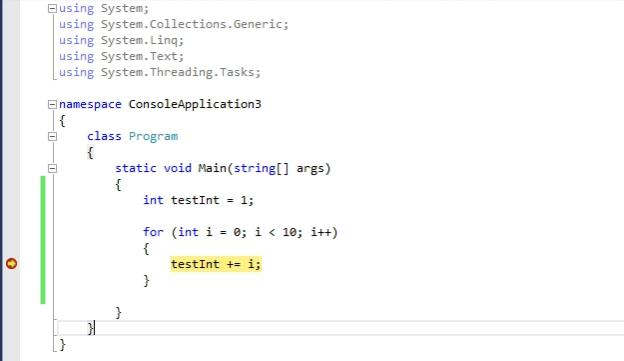 using System;
using System.Collections.Generic;
using System.Linq;
using System.Text;
using System.Threading.Tasks;
namespace ConsoleApplication3
{
class Program
{
static void Main(string[] args)
{
int testInt = 1;
for (int i = 0; i < 10; i++)
{
testInt += i;
}
}
}
}